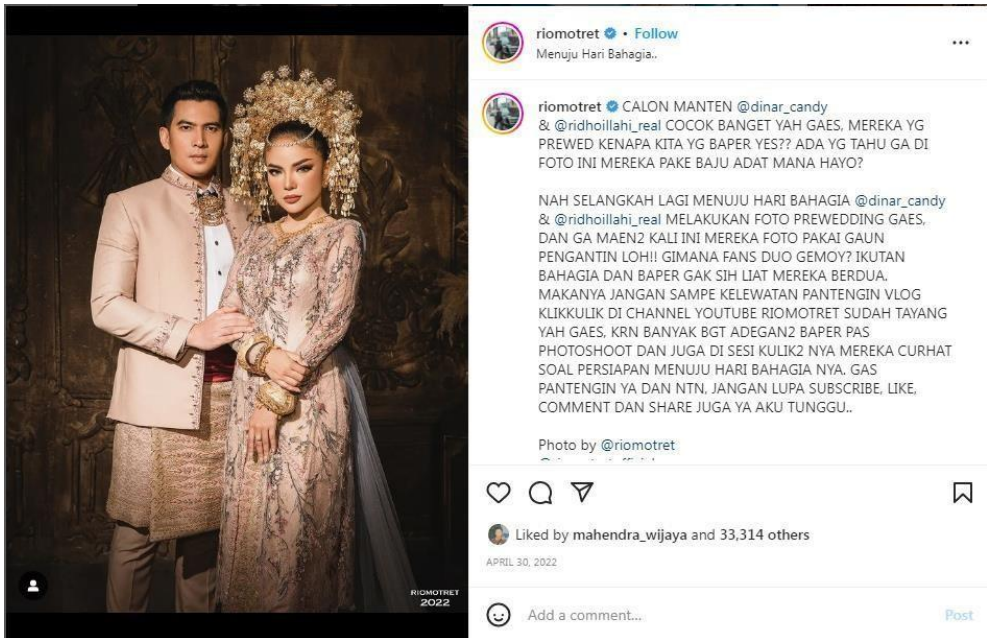 RIOMOTRET
2022
riomotret • Follow
Menuju Hari Bahagia..
riomotret CALON MANTEN @dinar_candy
& @ridhoillahi_real COCOK BANGET YAH GAES, MEREKA YG
PREWED KENAPA KITA YG BAPER YES?? ADA YG TAHU GA DI
FOTO INI MEREKA PAKE BAJU ADAT MANA HAYO?
NAH SELANGKAH LAGI MENUJU HARI BAHAGIA @dinar_candy
& @ridhoillahi_real MELAKUKAN FOTO PREWEDDING GAES,
DAN GA MAEN2 KALI INI MEREKA FOTO PAKAI GAUN
PENGANTIN LOH!! GIMANA FANS DUO GEMOY? IKUTAN
BAHAGIA DAN BAPER GAK SIH LIAT MEREKA BERDUA.
MAKANYA JANGAN SAMPE KELEWATAN PANTENGIN VLOG
KLIKKULIK DI CHANNEL YOUTUBE RIOMOTRET SUDAH TAYANG
YAH GAES, KRN BANYAK BGT ADEGAN2 BAPER PAS
PHOTOSHOOT DAN JUGA DI SESI KULIK2 NYA MEREKA CURHAT
SOAL PERSIAPAN MENUJU HARI BAHAGIA NYA. GAS
PANTENGIN YA DAN NTN, JANGAN LUPA SUBSCRIBE, LIKE,
COMMENT DAN SHARE JUGA YA AKU TUNGGU..
Photo by @riomotret
Liked by mahendra_wijaya and 33,314 others
APRIL 30, 2022
Add a comment...
Post